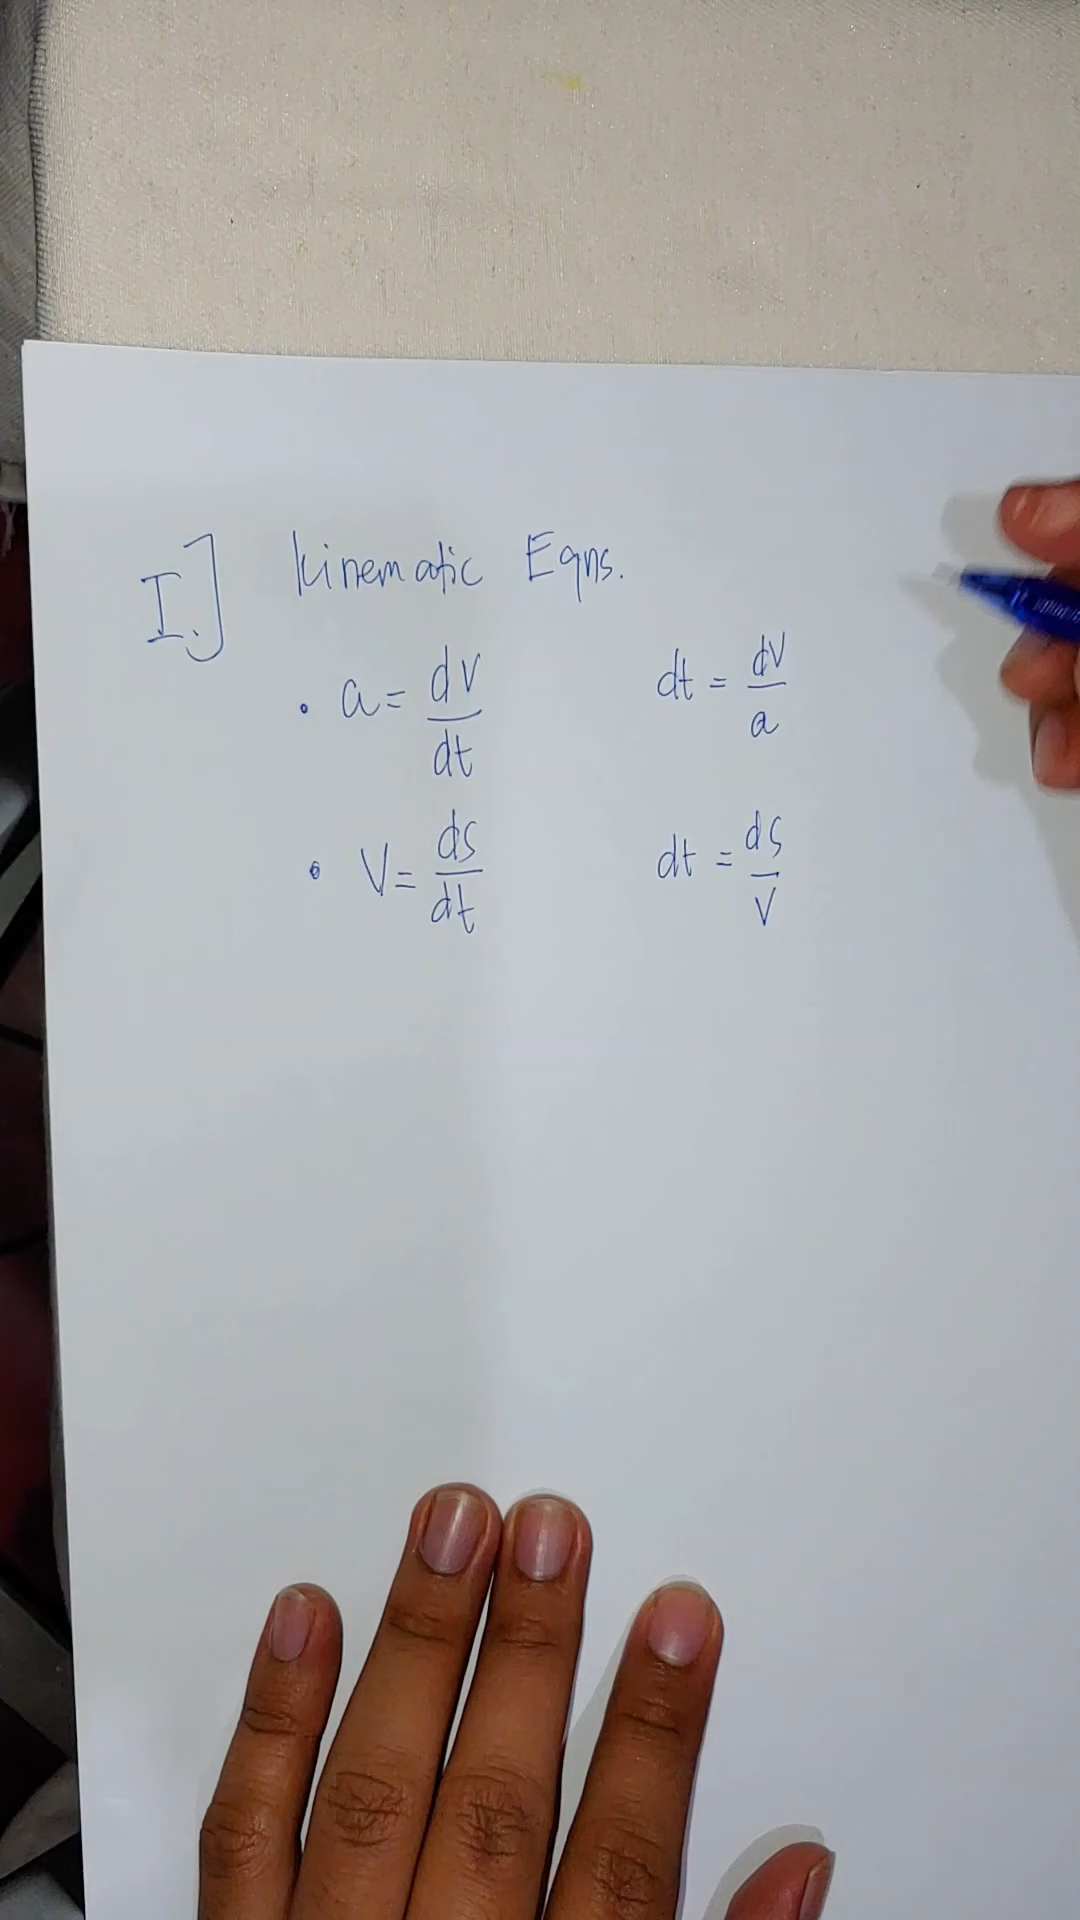 I.] Kinematic Eqns.
• a = dv/dt    dt = dv/a
• V = ds/dt    dt = ds/V